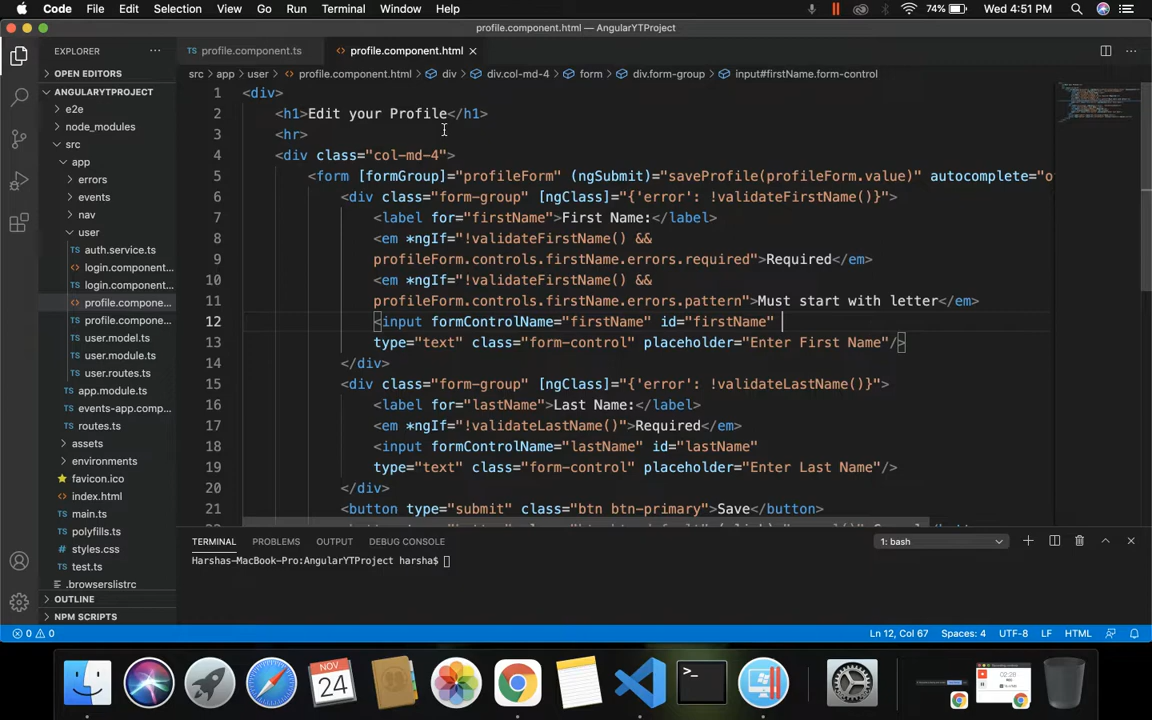 Code File Edit Selection View Go Run Terminal Window Help 74% Wed 4:51 PM
profile.component.html — AngularYTProject
EXPLORER
profile.component.ts
profile.component.html
src › app › user › profile.component.html › div › div.col-md-4 › form › div.form-group › input#firstName.form-control
OPEN EDITORS
ANGULARYTPROJECT
e2e
node_modules
src
app
errors
events
nav
user
auth.service.ts
login.component...
login.component...
profile.compone...
profile.compone...
user.model.ts
user.module.ts
user.routes.ts
app.module.ts
events-app.comp...
routes.ts
assets
environments
favicon.ico
index.html
main.ts
polyfills.ts
styles.css
test.ts
.browserslistrc
OUTLINE
NPM SCRIPTS
1 <div>
2 <h1>Edit your Profile</h1>
3 <hr>
4 <div class="col-md-4">
5 <form [formGroup]="profileForm" (ngSubmit)="saveProfile(profileForm.value)" autocomplete="of
6 <div class="form-group" [ngClass]="{'error': !validateFirstName()}">
7 <label for="firstName">First Name:</label>
8 <em *ngIf="!validateFirstName() &&
9 profileForm.controls.firstName.errors.required">Required</em>
10 <em *ngIf="!validateFirstName() &&
11 profileForm.controls.firstName.errors.pattern">Must start with letter</em>
12 <input formControlName="firstName" id="firstName"
13 type="text" class="form-control" placeholder="Enter First Name"/>
14 </div>
15 <div class="form-group" [ngClass]="{'error': !validateLastName()}">
16 <label for="lastName">Last Name:</label>
17 <em *ngIf="!validateLastName()">Required</em>
18 <input formControlName="lastName" id="lastName"
19 type="text" class="form-control" placeholder="Enter Last Name"/>
20 </div>
21 <button type="submit" class="btn btn-primary">Save</button>
TERMINAL PROBLEMS OUTPUT DEBUG CONSOLE 1: bash
Harshas-MacBook-Pro:AngularYTProject harsha$
0 0 Ln 12, Col 67 Spaces: 4 UTF-8 LF HTML
NOV
24
>_
02:28